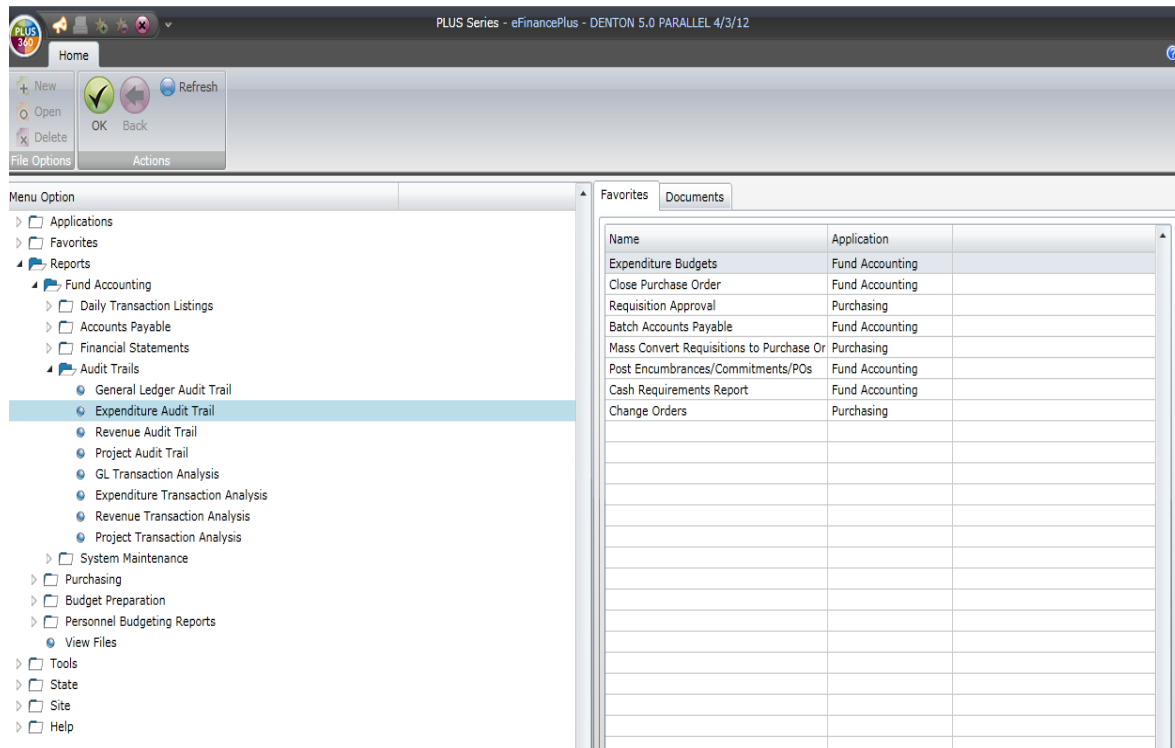 PLUS Series - eFinancePlus - DENTON 5.0 PARALLEL 4/3/12
PLUS
360
Home
New
Open
Delete
File Options
OK
Back
Refresh
Actions
Menu Option
Applications
Favorites
Reports
Fund Accounting
Daily Transaction Listings
Accounts Payable
Financial Statements
Audit Trails
General Ledger Audit Trail
Expenditure Audit Trail
Revenue Audit Trail
Project Audit Trail
GL Transaction Analysis
Expenditure Transaction Analysis
Revenue Transaction Analysis
Project Transaction Analysis
System Maintenance
Purchasing
Budget Preparation
Personnel Budgeting Reports
View Files
Tools
State
Site
Help
Favorites Documents
Name Application
Expenditure Budgets Fund Accounting
Close Purchase Order Fund Accounting
Requisition Approval Purchasing
Batch Accounts Payable Fund Accounting
Mass Convert Requisitions to Purchase Or Purchasing
Post Encumbrances/Commitments/POs Fund Accounting
Cash Requirements Report Fund Accounting
Change Orders Purchasing